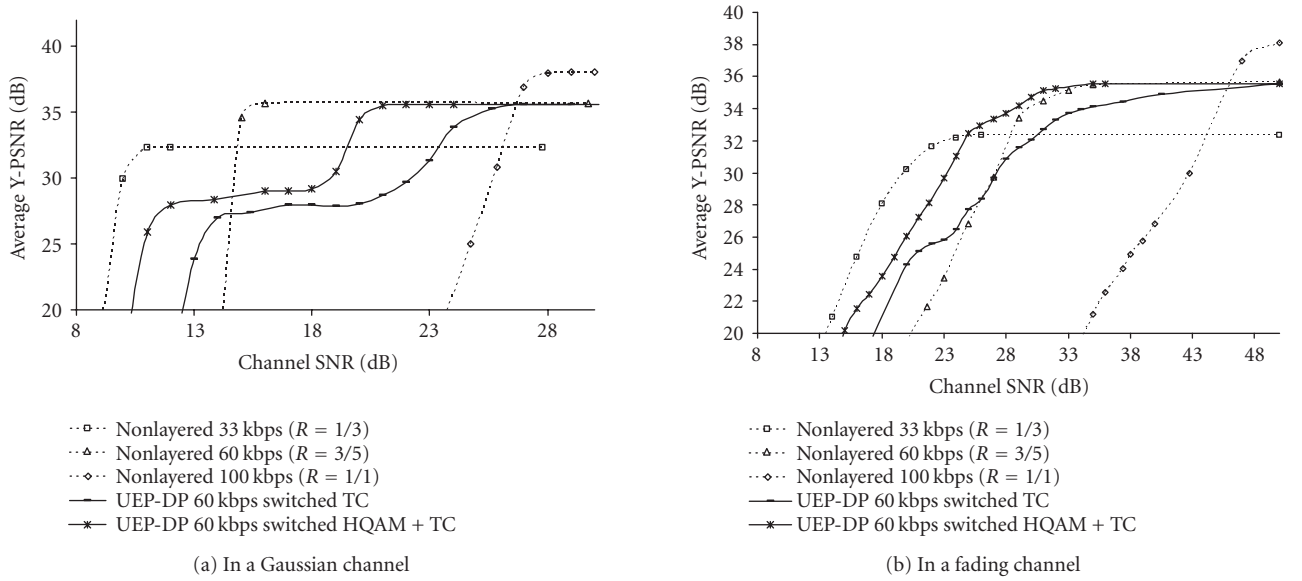 Average Y-PSNR (dB)
40
35
30
25
20
8 13 18 23 28
Channel SNR (dB)
Nonlayered 33 kbps (R = 1/3)
Nonlayered 60 kbps (R = 3/5)
Nonlayered 100 kbps (R = 1/1)
UEP-DP 60 kbps switched TC
UEP-DP 60 kbps switched HQAM + TC
(a) In a Gaussian channel
Average Y-PSNR (dB)
40
38
36
34
32
30
28
26
24
22
20
8 13 18 23 28 33 38 43 48
Channel SNR (dB)
Nonlayered 33 kbps (R = 1/3)
Nonlayered 60 kbps (R = 3/5)
Nonlayered 100 kbps (R = 1/1)
UEP-DP 60 kbps switched TC
UEP-DP 60 kbps switched HQAM + TC
(b) In a fading channel